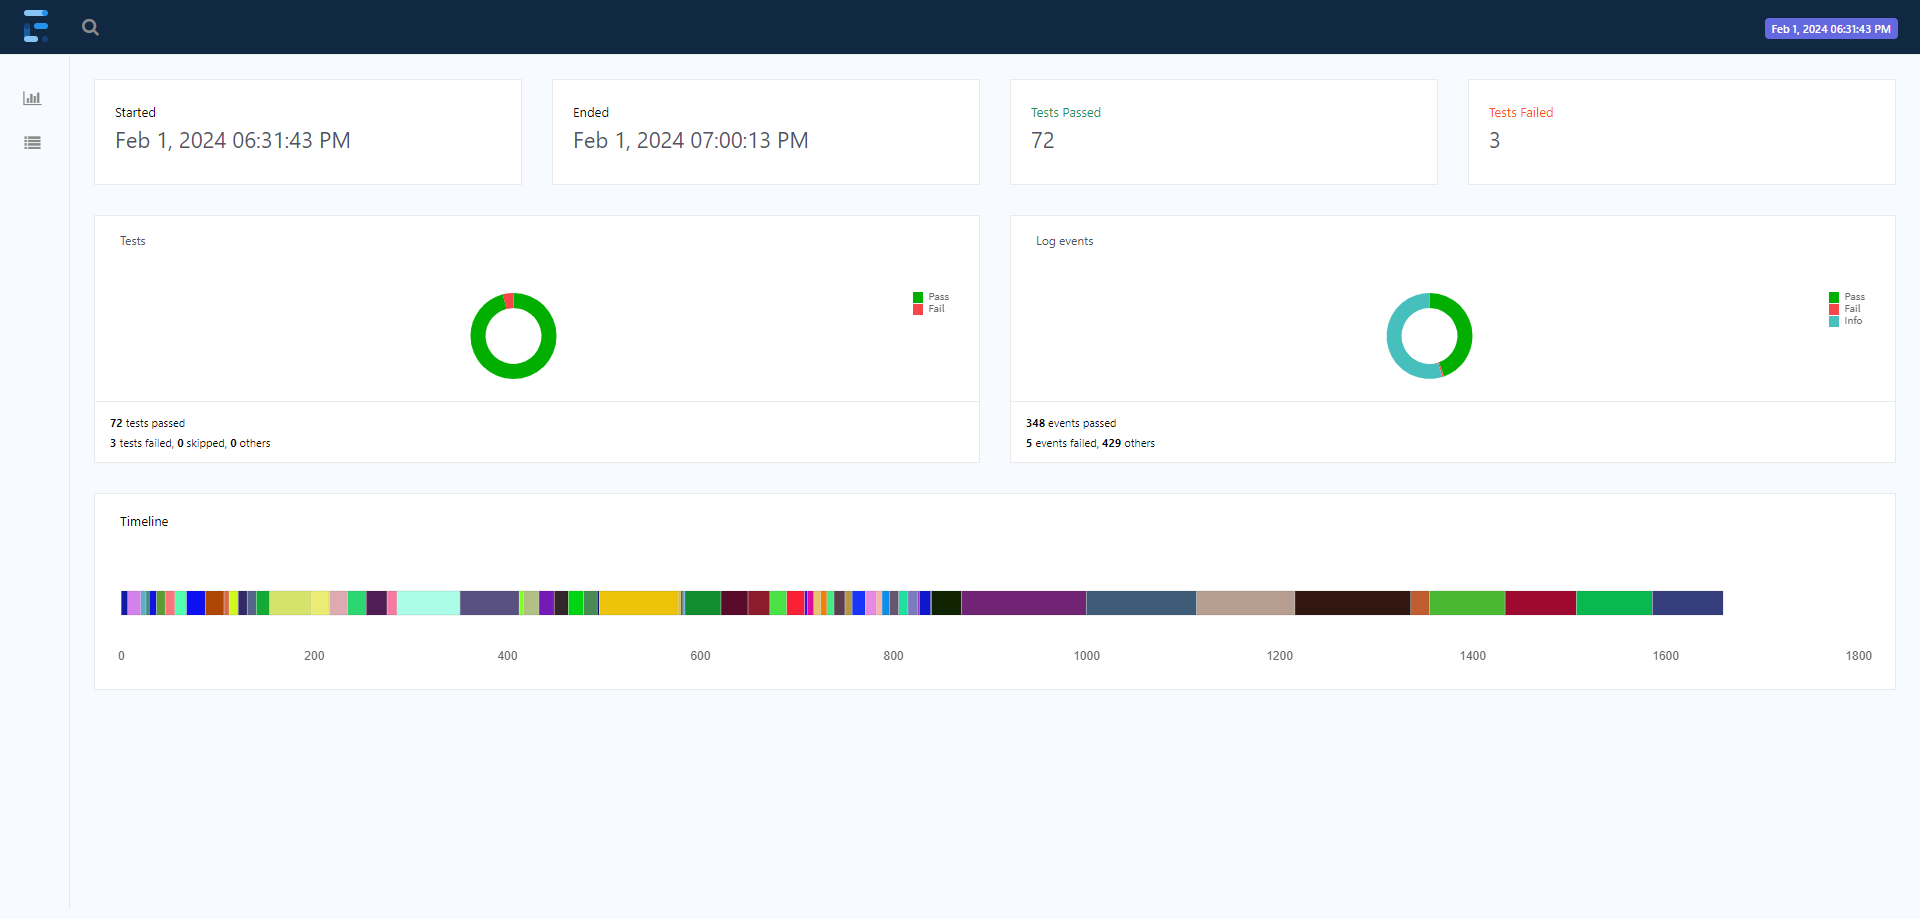 Feb 1, 2024 06:31:43 PM
Started
Feb 1, 2024 06:31:43 PM
Ended
Feb 1, 2024 07:00:13 PM
Tests Passed
72
Tests Failed
3
Tests
Pass
Fail
72 tests passed
3 tests failed, 0 skipped, 0 others
Log events
Pass
Fail
Info
348 events passed
5 events failed, 429 others
Timeline
0 200 400 600 800 1000 1200 1400 1600 1800